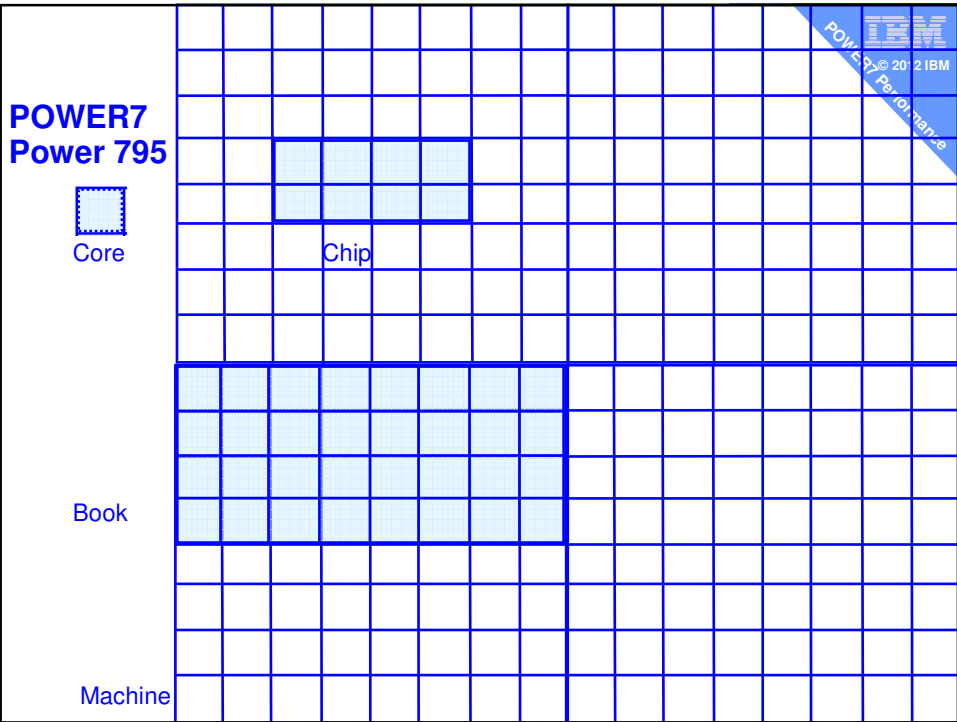 POWER7
Power 795
Core
Chip
Book
Machine
IBM
© 2012 IBM
POWER7 Performance